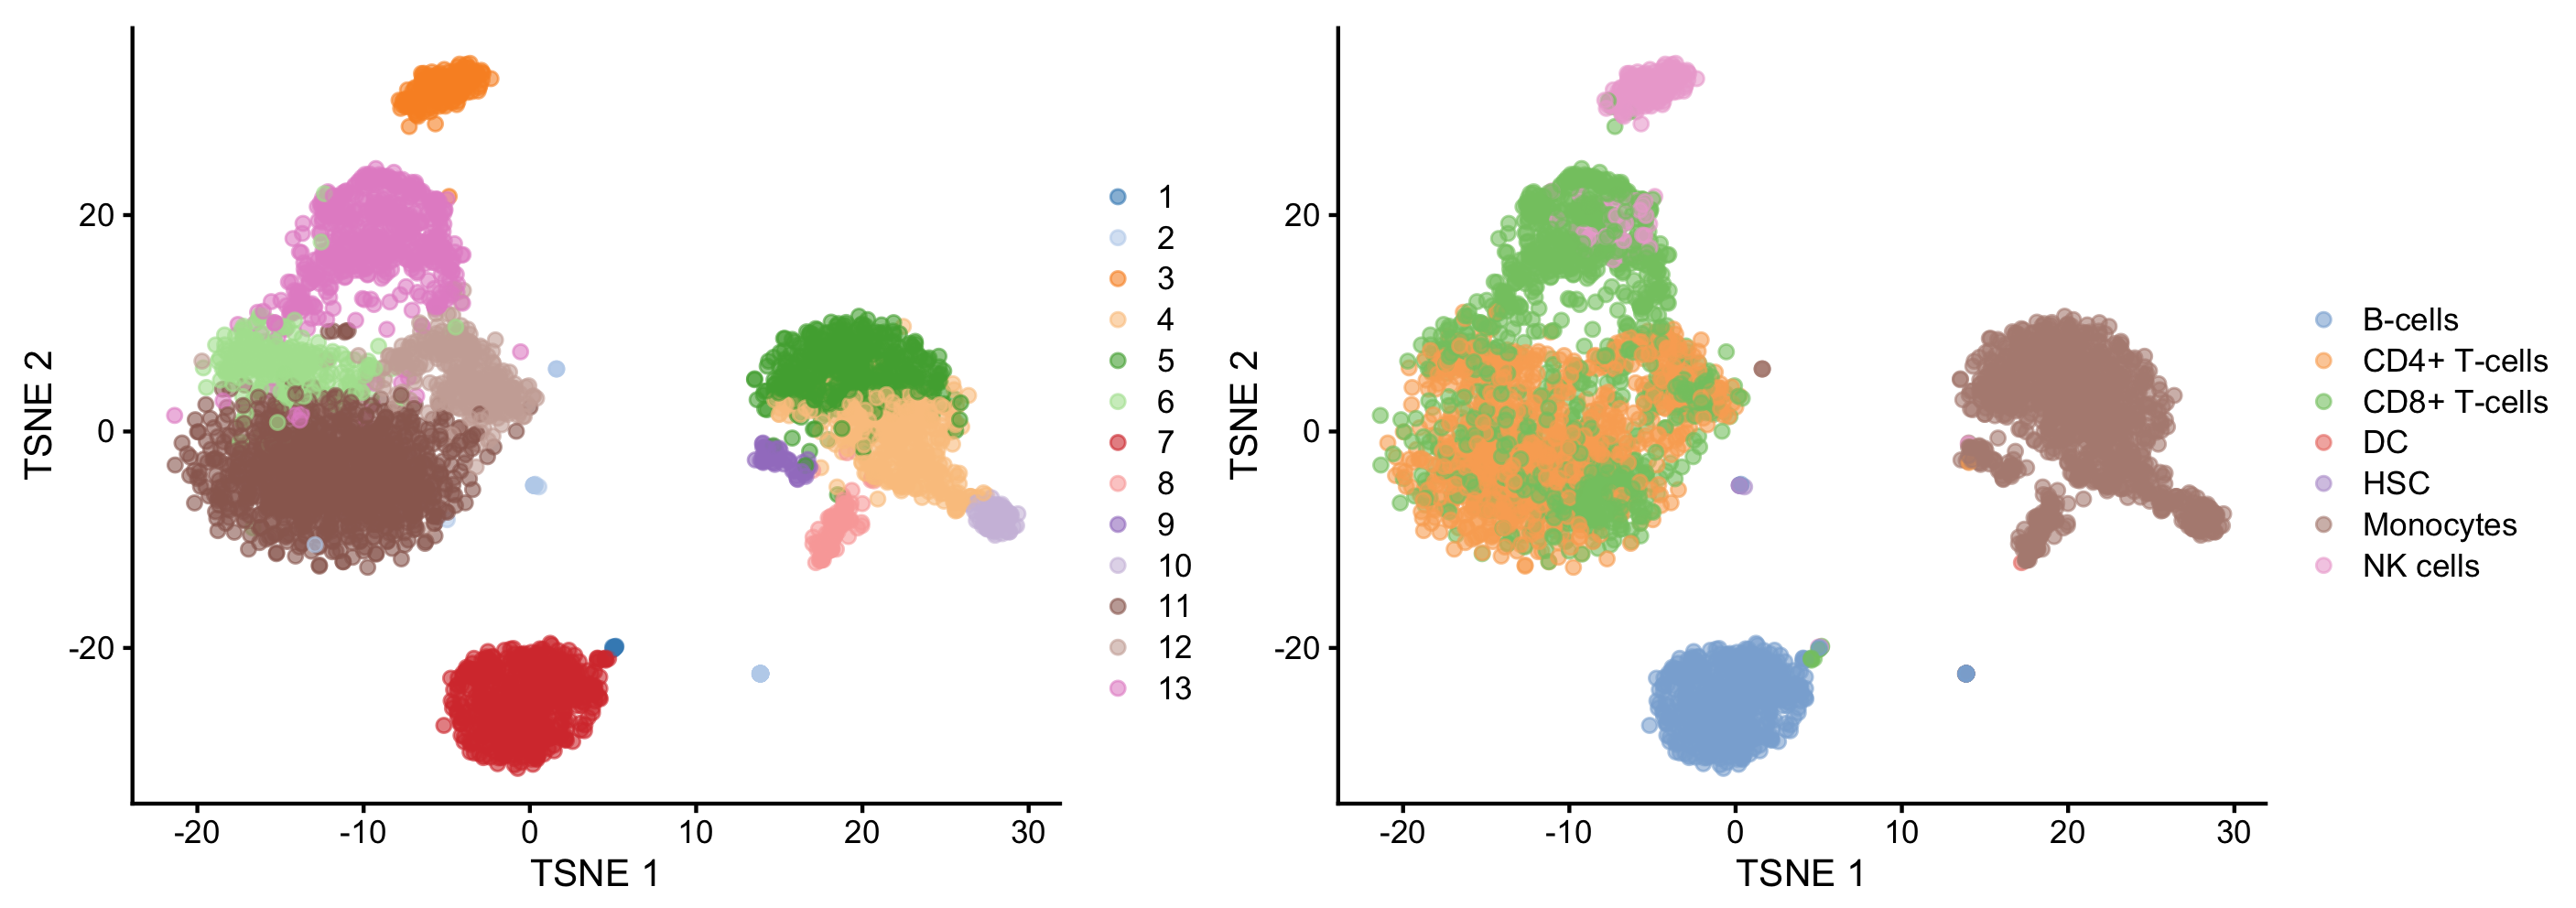 TSNE 2
20
0
-20
-20
-10
0
10
20
30
TSNE 1
1
2
3
4
5
6
7
8
9
10
11
12
13
TSNE 2
20
0
-20
-20
-10
0
10
20
30
TSNE 1
B-cells
CD4+ T-cells
CD8+ T-cells
DC
HSC
Monocytes
NK cells